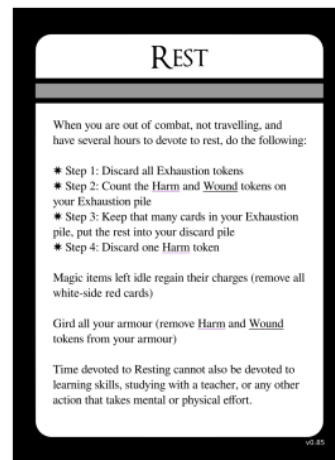 REST
When you are out of combat, not travelling, and
have several hours to devote to rest, do the following:
✷ Step 1: Discard all Exhaustion tokens
✷ Step 2: Count the Harm and Wound tokens on
your Exhaustion pile
✷ Step 3: Keep that many cards in your Exhaustion
pile, put the rest into your discard pile
✷ Step 4: Discard one Harm token
Magic items left idle regain their charges (remove all
white-side red cards)
Gird all your armour (remove Harm and Wound
tokens from your armour)
Time devoted to Resting cannot also be devoted to
learning skills, studying with a teacher, or any other
action that takes mental or physical effort.
v0.85